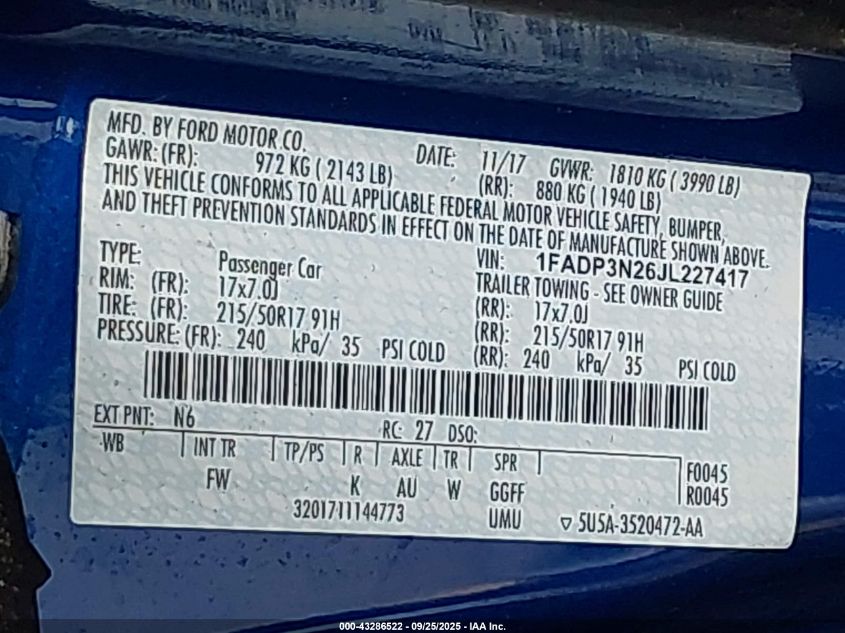 MFD. BY FORD MOTOR CO. DATE: 11/17 GVWR: 1810 KG ( 3990 LB)
GAWR: (FR): 972 KG ( 2143 LB) (RR): 880 KG ( 1940 LB)
THIS VEHICLE CONFORMS TO ALL APPLICABLE FEDERAL MOTOR VEHICLE SAFETY, BUMPER,
AND THEFT PREVENTION STANDARDS IN EFFECT ON THE DATE OF MANUFACTURE SHOWN ABOVE.
VIN: 1FADP3N26JL227417
TYPE: Passenger Car TRAILER TOWING - SEE OWNER GUIDE
RIM: (FR): 17x7.0J (RR): 17x7.0J
TIRE: (FR): 215/50R17 91H (RR): 215/50R17 91H
PRESSURE: (FR): 240 kPa/ 35 PSI COLD (RR): 240 kPa/ 35 PSI COLD
EXT PNT: N6 RC: 27 DSO:
WB INT TR TP/PS R AXLE TR SPR F0045
FW K AU W GGFF R0045
3201711144773 UMU ▽ 5U5A-3520472-AA
000-43286522 - 09/25/2025 - IAA Inc.